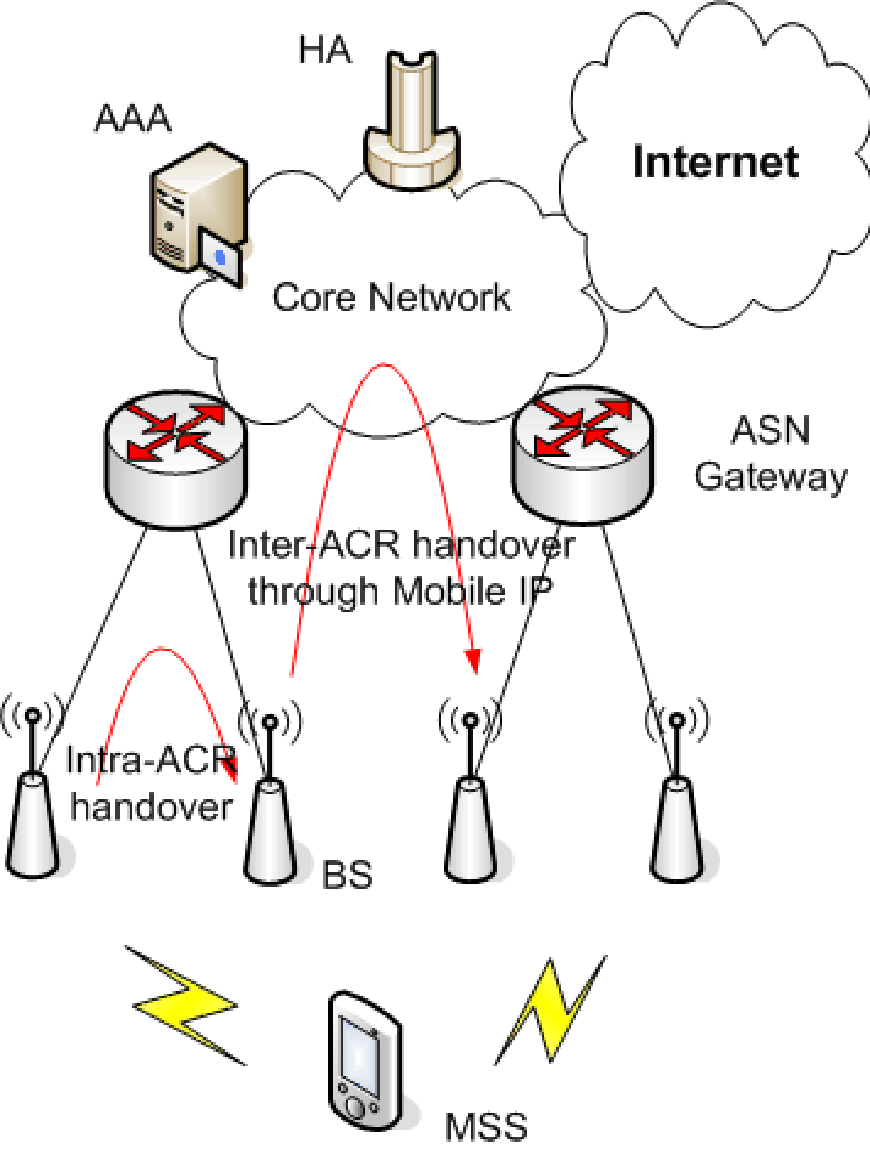 HA
AAA
Internet
Core Network
ASN
Gateway
Inter-ACR handover
through Mobile IP
Intra-ACR
handover
BS
MSS